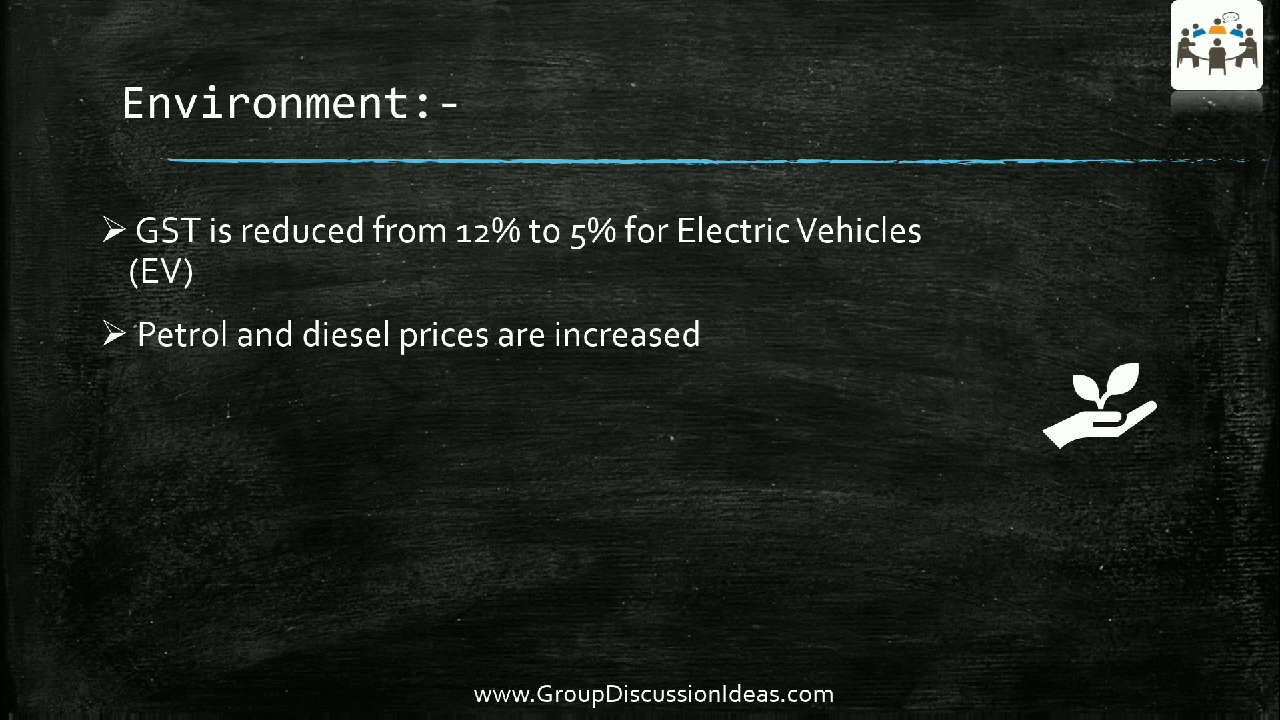 Environment:-
➢ GST is reduced from 12% to 5% for Electric Vehicles
(EV)
➢ Petrol and diesel prices are increased
www.GroupDiscussionIdeas.com